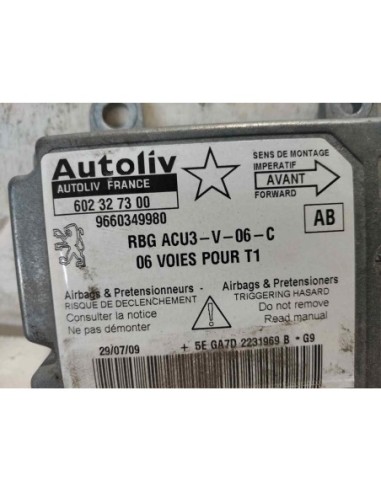 Autoliv
AUTOLIV FRANCE
602 32 73 00
9660349980
SENS DE MONTAGE
IMPERATIF
AVANT
FORWARD
AB
RBG ACU3-V-06-C
06 VOIES POUR T1
Airbags & Pretensionneurs
RISQUE DE DECLENCHEMENT
Consulter la notice
Ne pas démonter
Airbags & Pretensioners
TRIGGERING HASARD
Do not remove
Read manual
29/07/09
+ 5E GA7D 2231969 B - G9